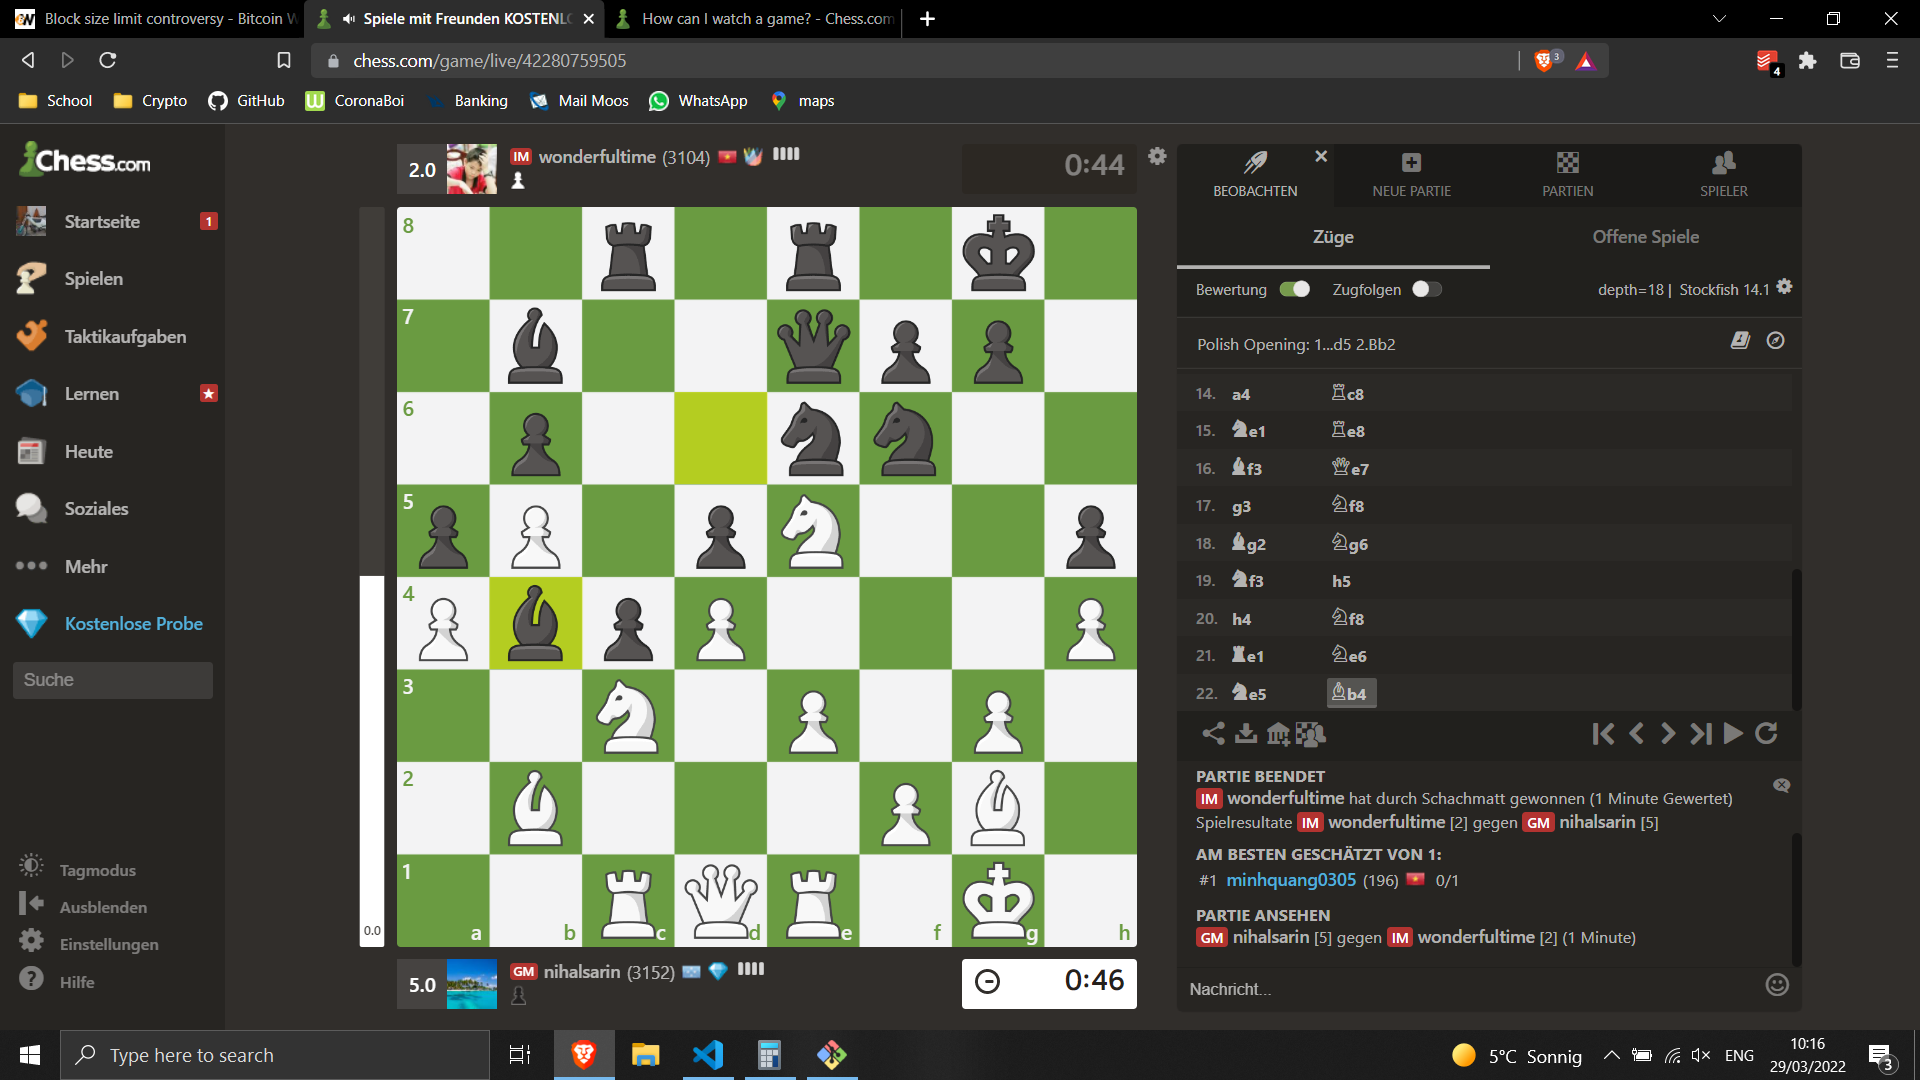 Block size limit controversy - Bitcoin W
Spiele mit Freunden KOSTENLO
How can I watch a game? - Chess.com
chess.com/game/live/42280759505
3
4
School
Crypto
GitHub
CoronaBoi
Banking
Mail Moos
WhatsApp
maps
Chess.com
Startseite
1
Spielen
Taktikaufgaben
Lernen
Heute
Soziales
Mehr
Kostenlose Probe
Suche
Tagmodus
Ausblenden
Einstellungen
Hilfe
2.0
IM wonderfultime (3104)
0:44
8
7
6
5
4
3
2
1
a
b
c
d
e
f
g
h
0.0
5.0
GM nihalsarin (3152)
0:46
BEOBACHTEN
NEUE PARTIE
PARTIEN
SPIELER
Züge
Offene Spiele
Bewertung
Zugfolgen
depth=18 | Stockfish 14.1
Polish Opening: 1...d5 2.Bb2
14. a4 c8
15. e1 e8
16. f3 e7
17. g3 f8
18. g2 g6
19. f3 h5
20. h4 f8
21. e1 e6
22. e5 b4
PARTIE BEENDET
IM wonderfultime hat durch Schachmatt gewonnen (1 Minute Gewertet)
Spielresultate IM wonderfultime [2] gegen GM nihalsarin [5]
AM BESTEN GESCHÄTZT VON 1:
#1 minhquang0305 (196) 0/1
PARTIE ANSEHEN
GM nihalsarin [5] gegen IM wonderfultime [2] (1 Minute)
Nachricht...
Type here to search
5°C Sonnig
ENG
10:16
29/03/2022
3